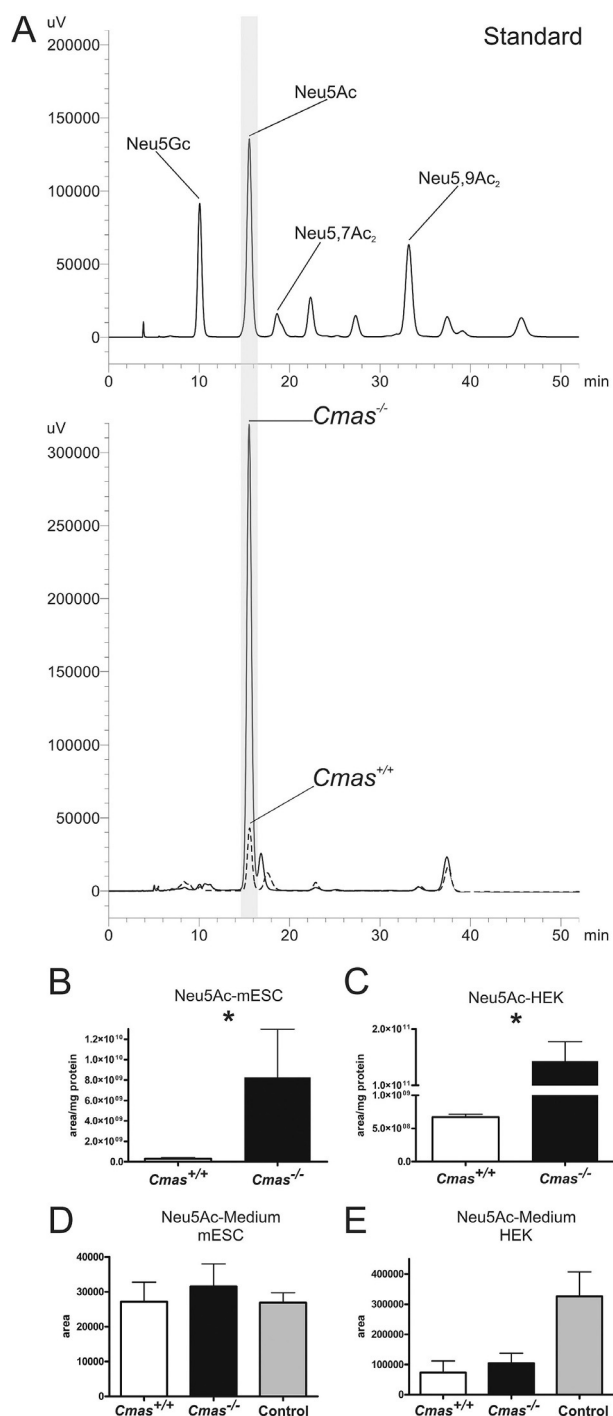 A
uV
Standard
200000
Neu5Ac
150000
Neu5Gc
Neu5,9Ac₂
100000
Neu5,7Ac₂
50000
0
0 10 20 30 40 50 min
uV
Cmas⁻/⁻
300000
250000
200000
150000
100000
Cmas⁺/⁺
50000
0
0 10 20 30 40 50 min
B
Neu5Ac-mESC
*
area/mg protein
1.2×10¹⁰
1.0×10¹⁰
8.0×10⁰⁹
6.0×10⁰⁹
4.0×10⁰⁹
2.0×10⁰⁹
0.0
Cmas⁺/⁺ Cmas⁻/⁻
C
Neu5Ac-HEK
*
area/mg protein
2.0×10¹¹
1.0×10¹¹
1.0×10⁰⁹
5.0×10⁰⁸
0.0
Cmas⁺/⁺ Cmas⁻/⁻
D
Neu5Ac-Medium
mESC
area
40000
30000
20000
10000
0
Cmas⁺/⁺ Cmas⁻/⁻ Control
E
Neu5Ac-Medium
HEK
area
400000
300000
200000
100000
0
Cmas⁺/⁺ Cmas⁻/⁻ Control